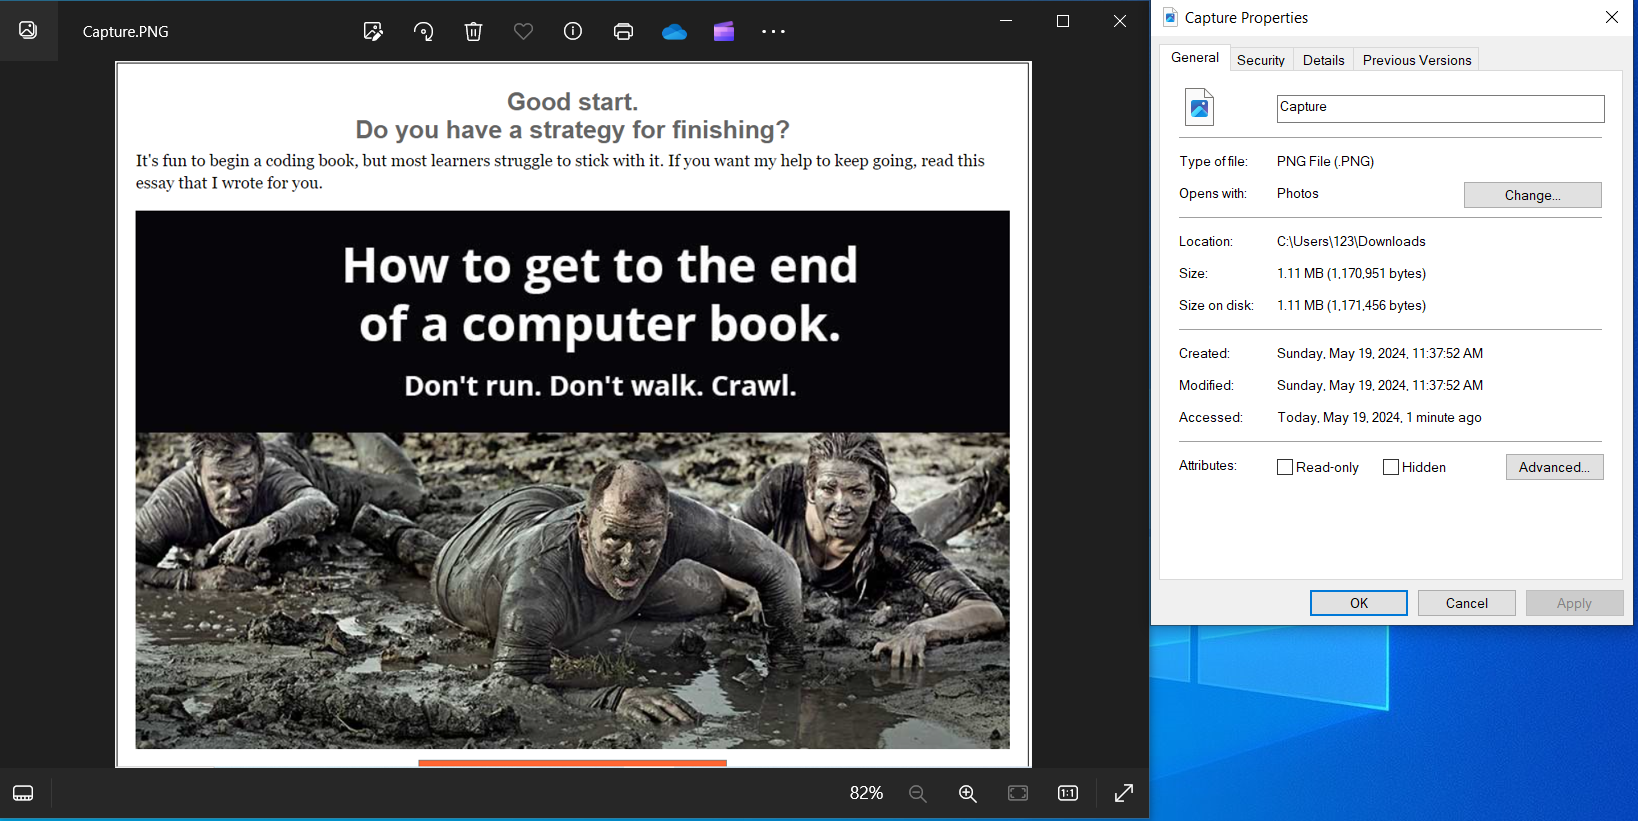 Capture.PNG
Good start.
Do you have a strategy for finishing?
It's fun to begin a coding book, but most learners struggle to stick with it. If you want my help to keep going, read this
essay that I wrote for you.
How to get to the end
of a computer book.
Don't run. Don't walk. Crawl.
82%
1:1
Capture Properties
General Security Details Previous Versions
Capture
Type of file: PNG File (.PNG)
Opens with: Photos Change...
Location: C:\Users\123\Downloads
Size: 1.11 MB (1,170,951 bytes)
Size on disk: 1.11 MB (1,171,456 bytes)
Created: Sunday, May 19, 2024, 11:37:52 AM
Modified: Sunday, May 19, 2024, 11:37:52 AM
Accessed: Today, May 19, 2024, 1 minute ago
Attributes: Read-only Hidden Advanced...
OK Cancel Apply